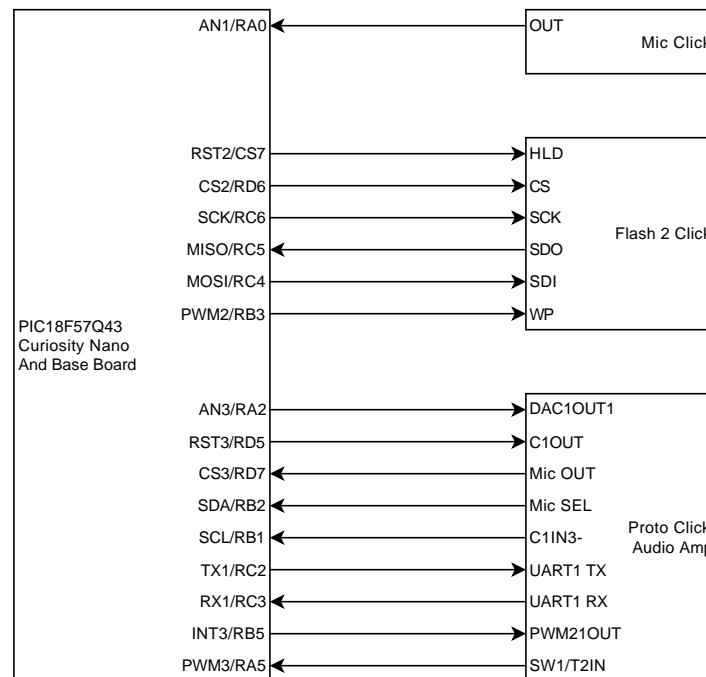 AN1/RA0 OUT
Mic Click
RST2/CS7 HLD
CS2/RD6 CS
SCK/RC6 SCK
Flash 2 Click
MISO/RC5 SDO
MOSI/RC4 SDI
PWM2/RB3 WP
PIC18F57Q43
Curiosity Nano
And Base Board
AN3/RA2 DAC1OUT1
RST3/RD5 C1OUT
CS3/RD7 Mic OUT
SDA/RB2 Mic SEL
Proto Click
SCL/RB1 C1IN3-
Audio Amp
TX1/RC2 UART1 TX
RX1/RC3 UART1 RX
INT3/RB5 PWM21OUT
PWM3/RA5 SW1/T2IN